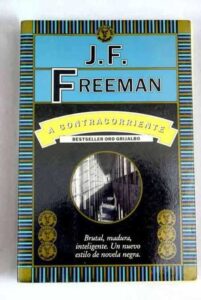 J. F.
FREEMAN
A CONTRACORRIENTE
BESTSELLER ORO GRIJALBO
Brutal, madura,
inteligente. Un nuevo
estilo de novela negra.